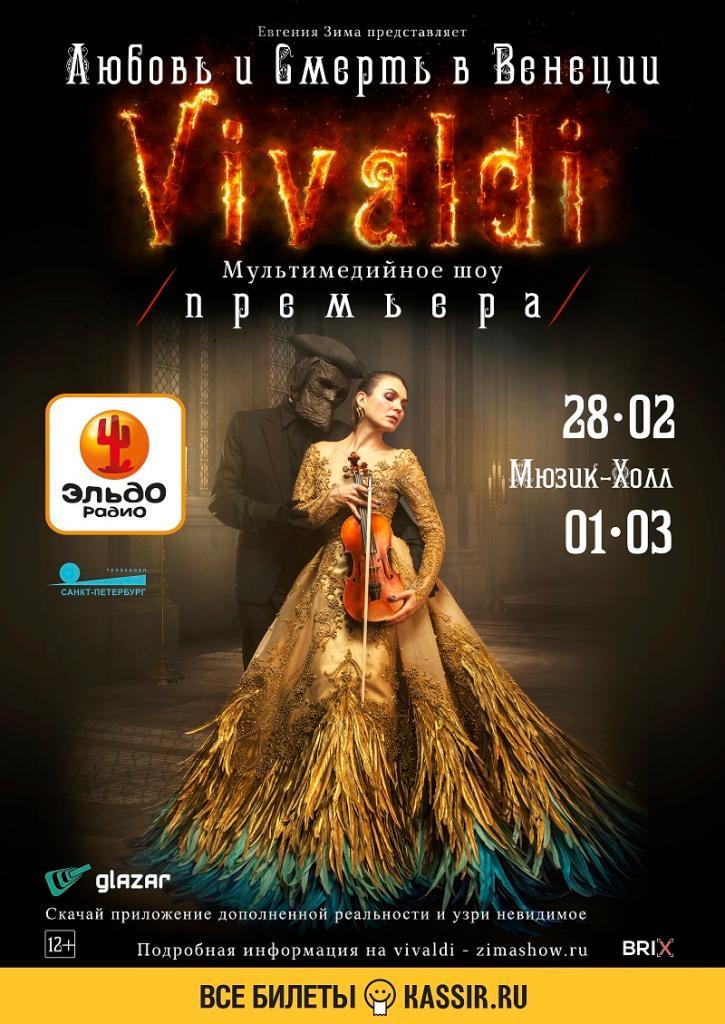 Евгения Зима представляет
Любовь и Смерть в Венеции
Vivaldi
Мультимедийное шоу
/премьера/
28•02
Мюзик-Холл
01•03
ЭЛЬДО
РАДИО
телеканал
САНКТ-ПЕТЕРБУРГ
glazar
Скачай приложение дополненной реальности и узри невидимое
12+
Подробная информация на vivaldi - zimashow.ru
BRIX
ВСЕ БИЛЕТЫ KASSIR.RU